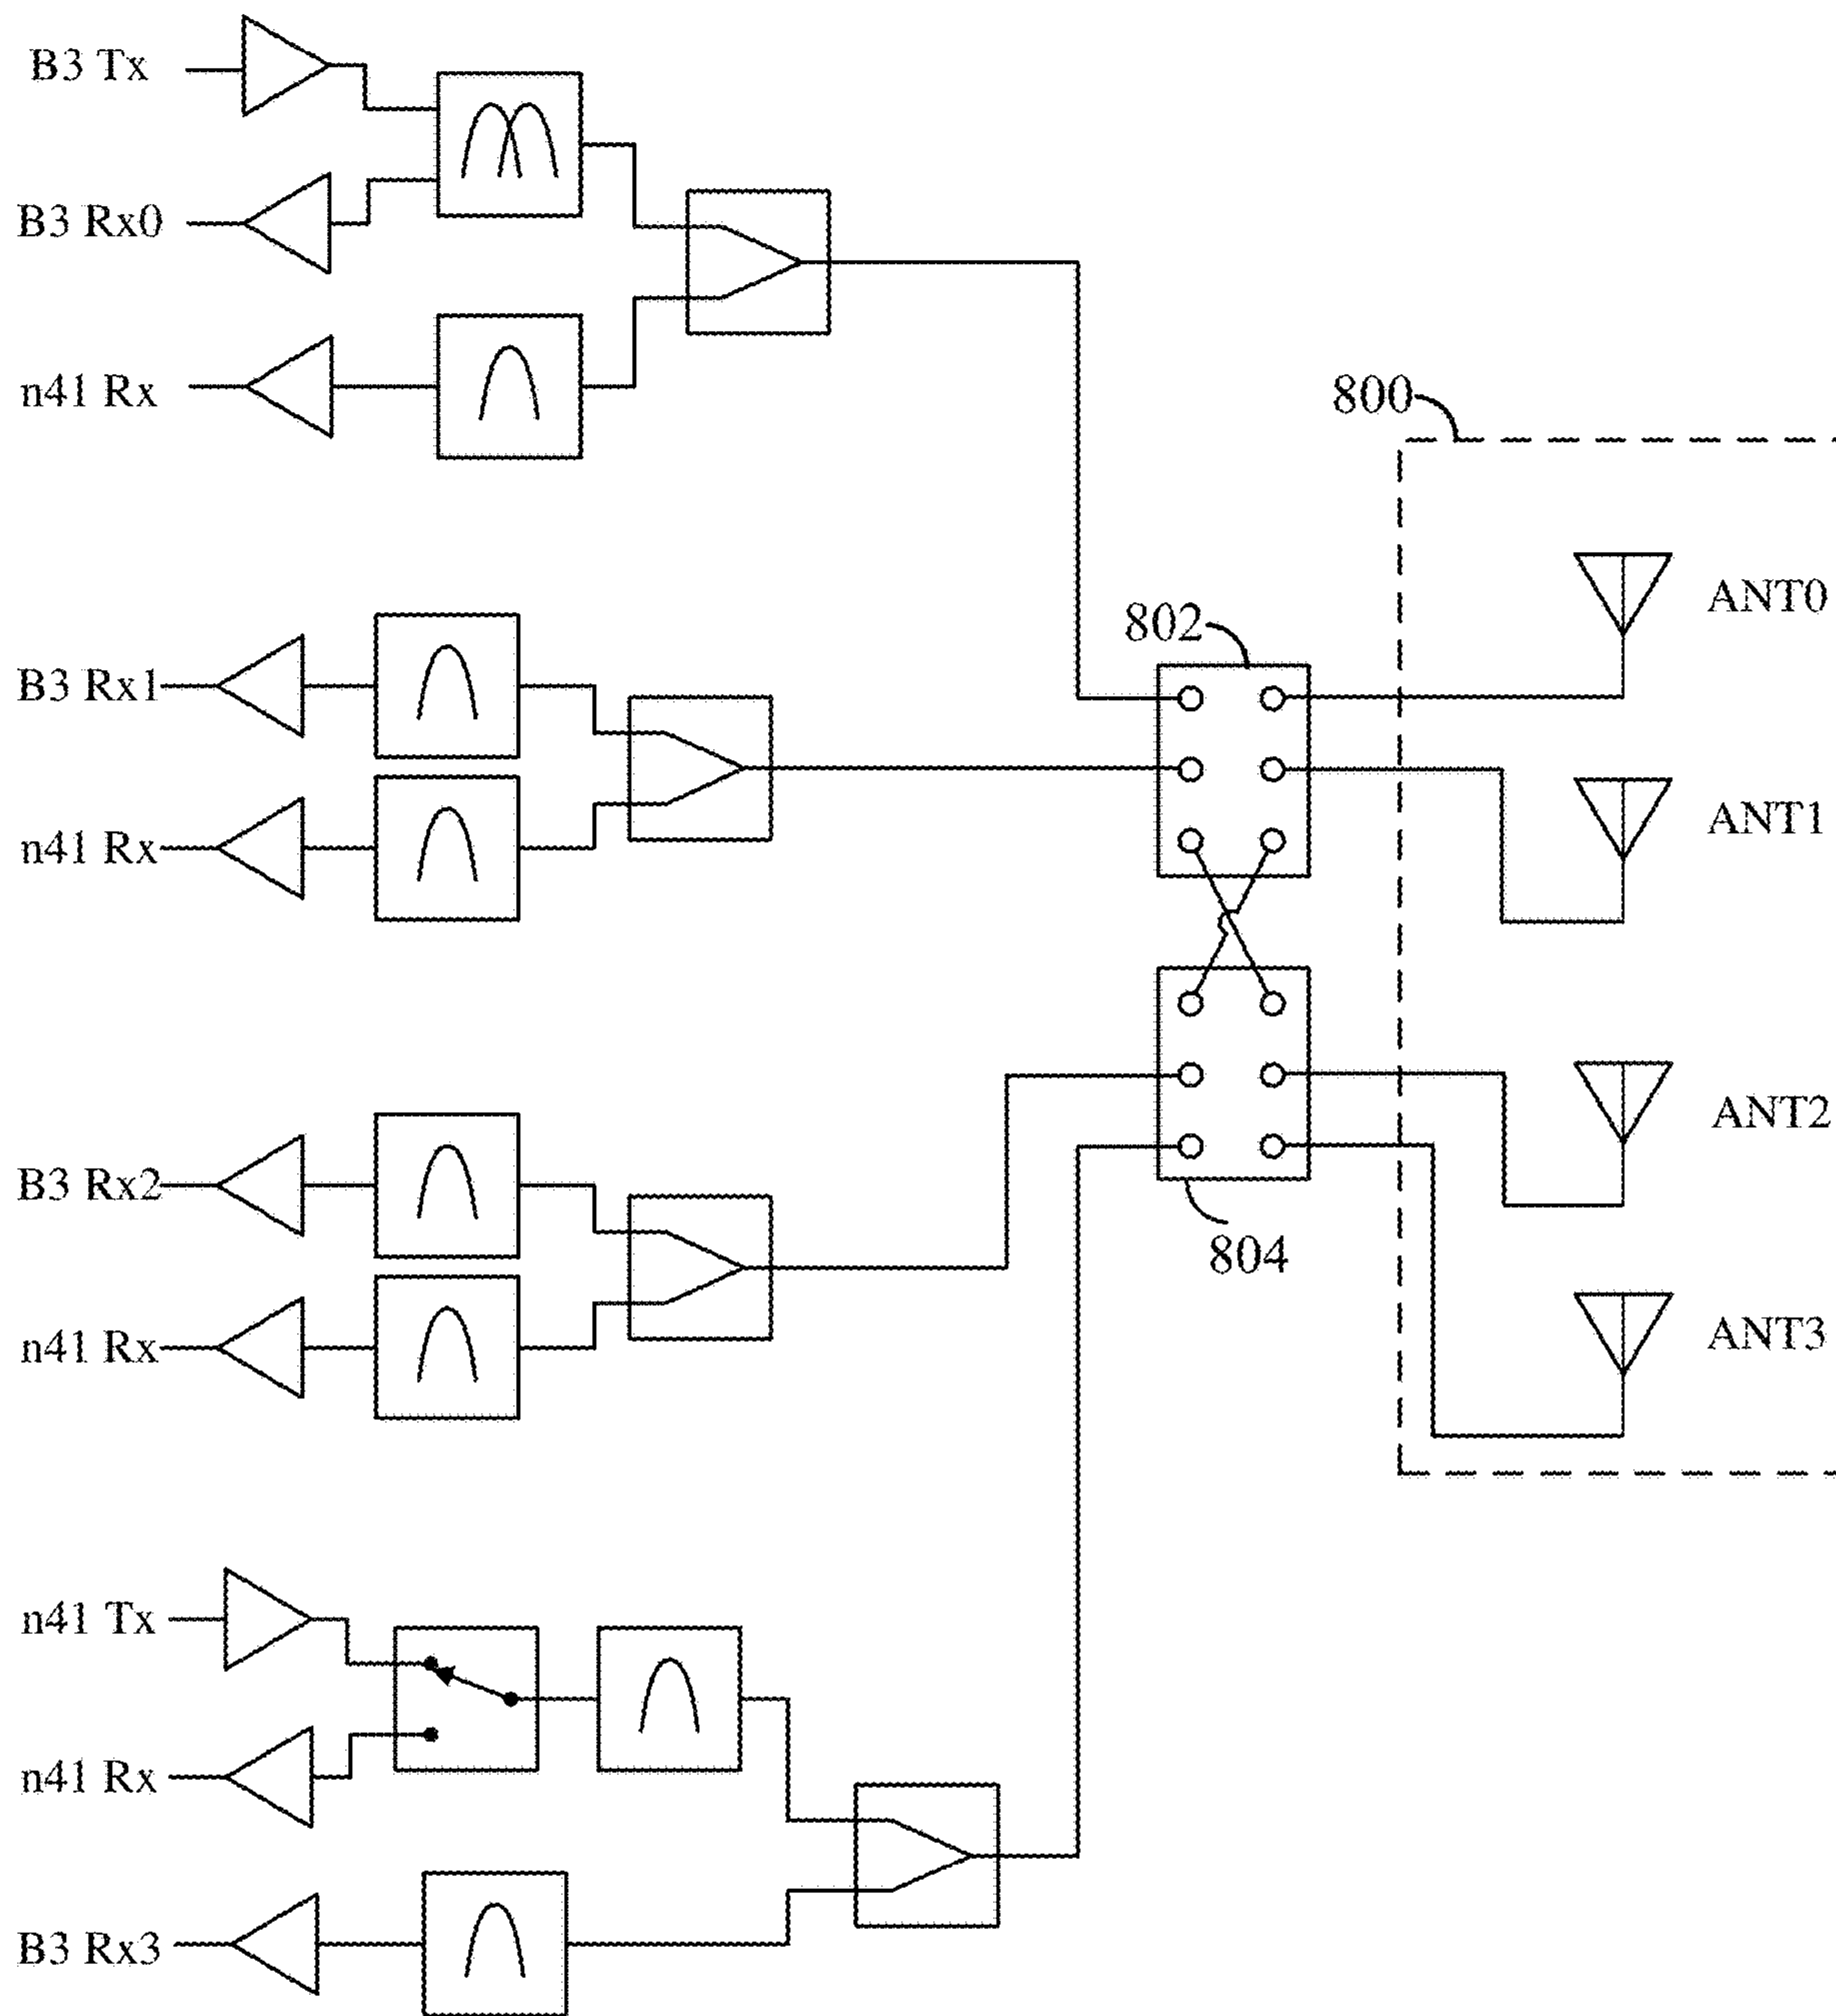 B3 Tx
B3 Rx0
n41 Rx
800
ANT0
802
B3 Rx1
ANT1
n41 Rx
ANT2
B3 Rx2
804
n41 Rx
ANT3
n41 Tx
n41 Rx
B3 Rx3